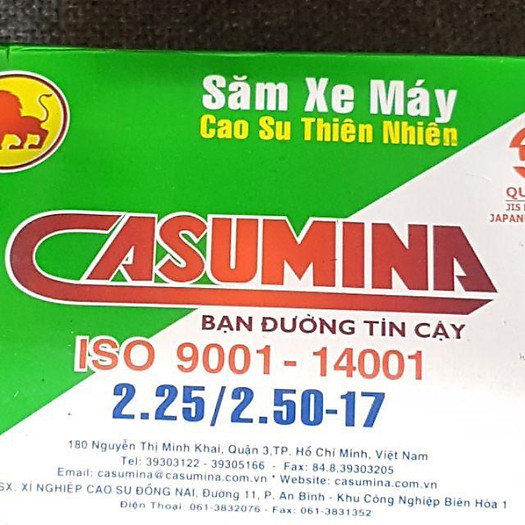 Săm Xe Máy
Cao Su Thiên Nhiên
JIS
JAPAN
CASUMINA
BẠN ĐƯỜNG TIN CẬY
ISO 9001 - 14001
2.25/2.50-17
180 Nguyễn Thị Minh Khai, Quận 3,TP. Hồ Chí Minh, Việt Nam
Tel: 39303122 - 39305166 - Fax: 84.8.39303205
Email: casumina@casumina.com.vn * Website: casumina.com.vn
SX: XÍ NGHIỆP CAO SU ĐỒNG NAI, Đường 11, P. An Bình - Khu Công Nghiệp Biên Hòa 1
Điện Thoại: 061-3832076 - Fax: 061-3831352